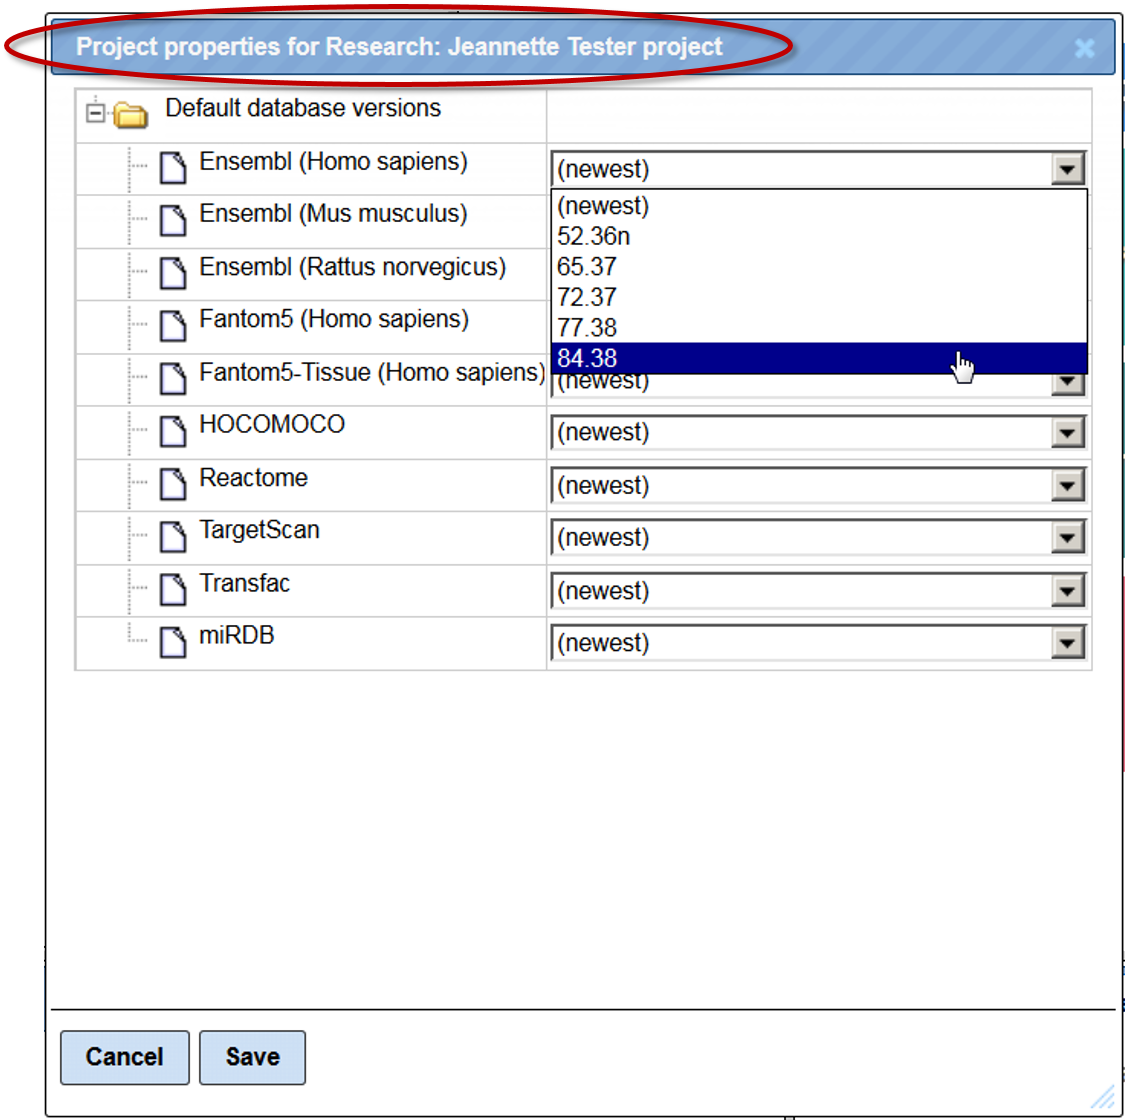 Project properties for Research: Jeannette Tester project
Default database versions
Ensembl (Homo sapiens)
(newest)
(newest)
52.36n
65.37
72.37
77.38
84.38
Ensembl (Mus musculus)
Ensembl (Rattus norvegicus)
Fantom5 (Homo sapiens)
Fantom5-Tissue (Homo sapiens)
(newest)
HOCOMOCO
(newest)
Reactome
(newest)
TargetScan
(newest)
Transfac
(newest)
miRDB
(newest)
Cancel
Save